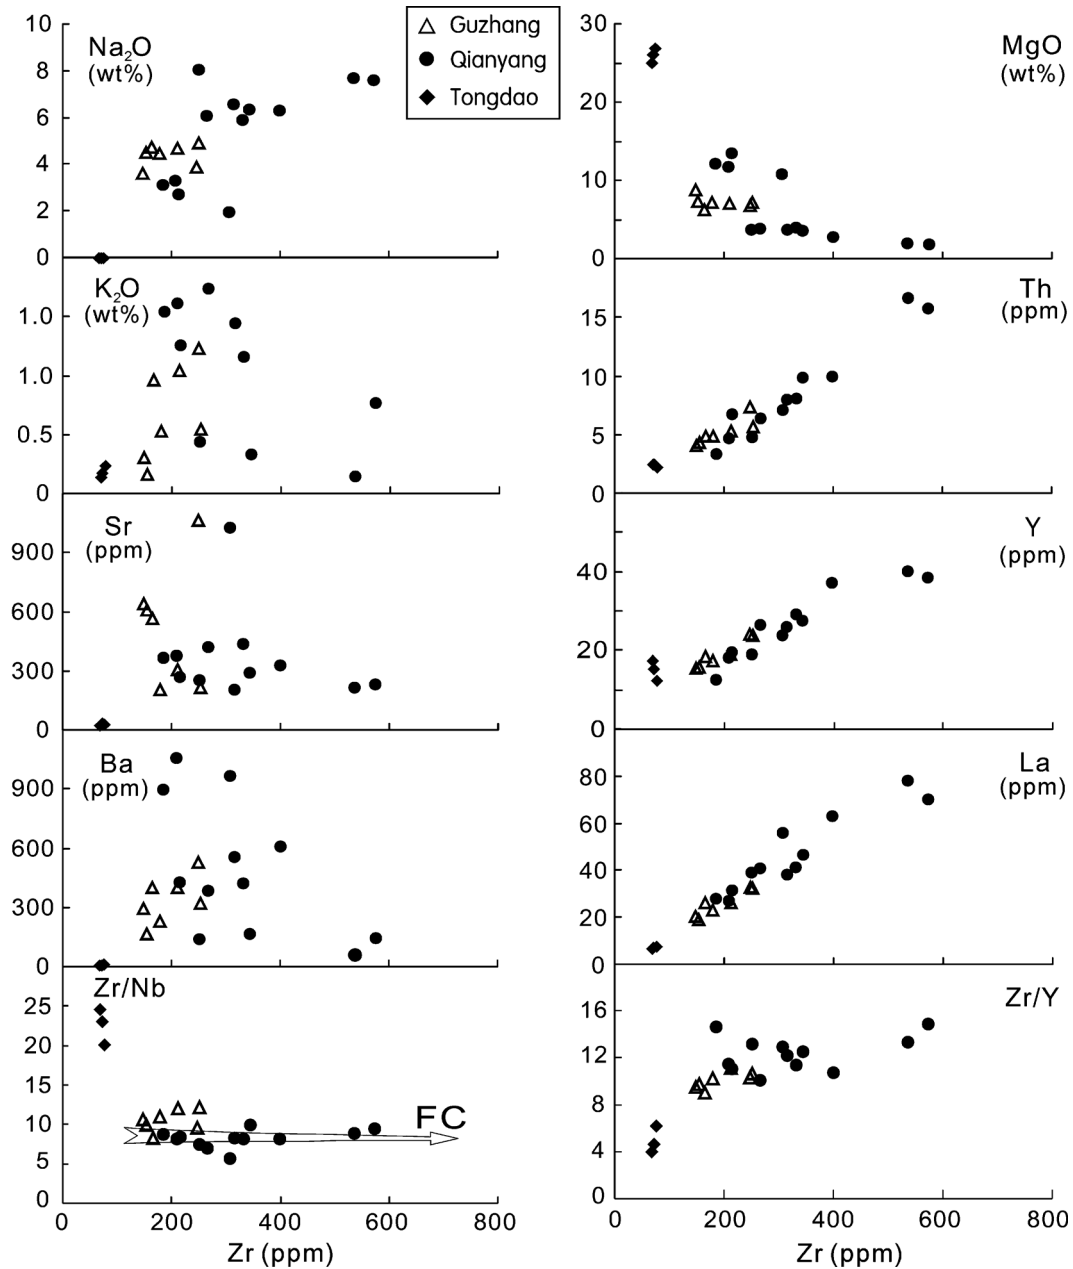 Guzhang
Qianyang
Tongdao
10
8
6
4
2
0
Na₂O
(wt%)
30
20
10
0
MgO
(wt%)
1.0
1.0
0.5
0
K₂O
(wt%)
15
10
5
0
Th
(ppm)
900
600
300
0
Sr
(ppm)
40
20
0
Y
(ppm)
900
600
300
0
Ba
(ppm)
80
60
40
20
0
La
(ppm)
25
20
15
10
5
0
Zr/Nb
FC
0 200 400 600 800
Zr (ppm)
16
12
8
4
0
Zr/Y
0 200 400 600 800
Zr (ppm)